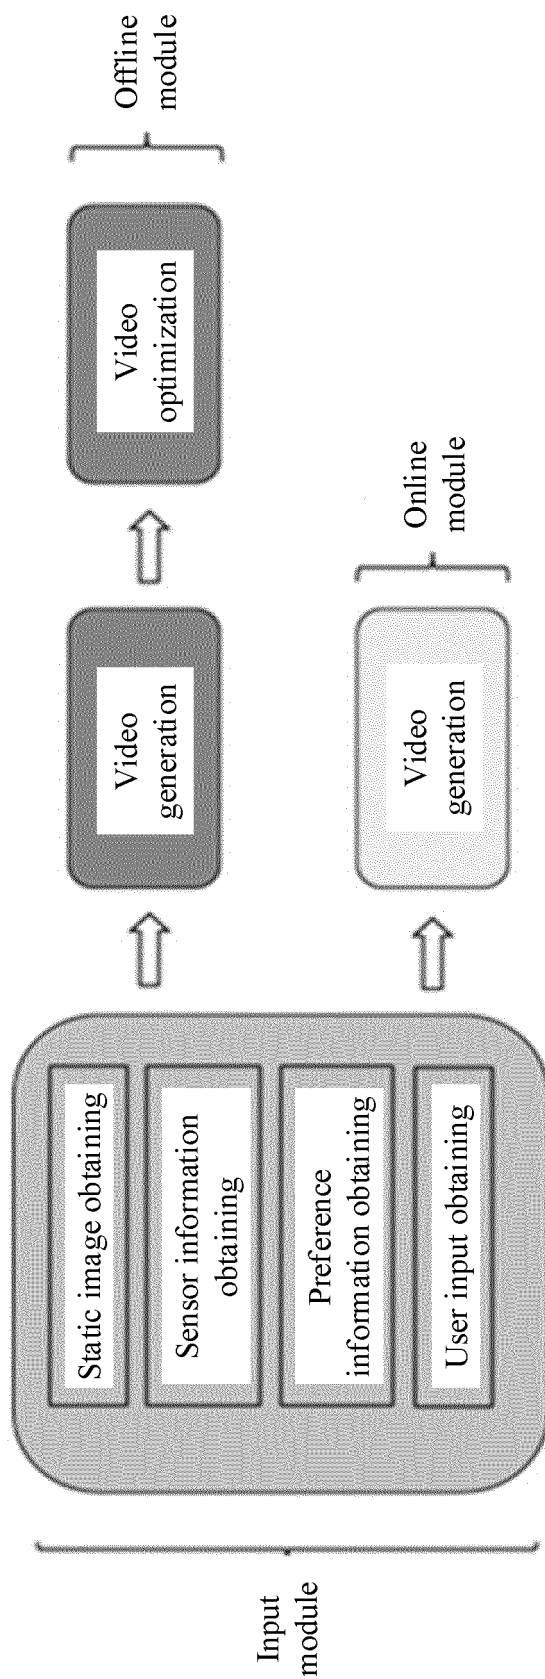 Input
module
Static image obtaining
Sensor information
obtaining
Preference
information obtaining
User input obtaining
Video
generation
Video
optimization
Offline
module
Video
generation
Online
module